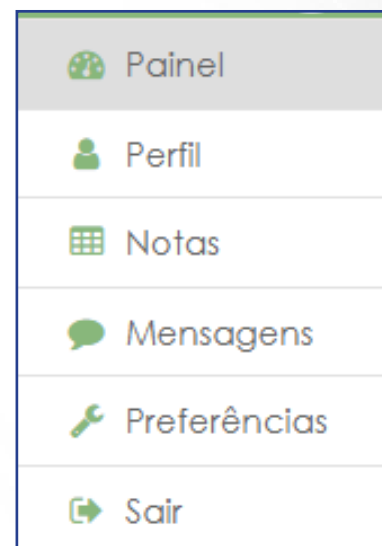 Painel
Perfil
Notas
Mensagens
Preferências
Sair